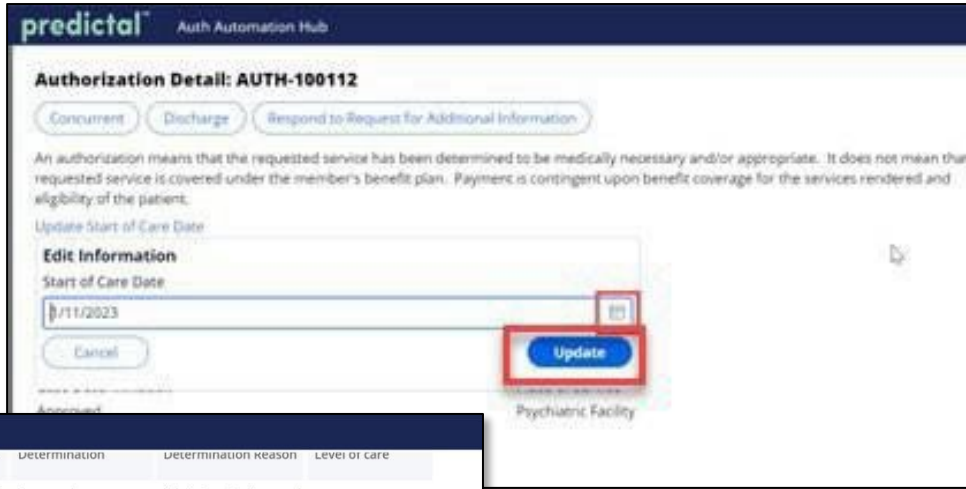 predictal™ Auth Automation Hub
Authorization Detail: AUTH-100112
Concurrent Discharge Respond to Request for Additional Information
An authorization means that the requested service has been determined to be medically necessary and/or appropriate. It does not mean that
requested service is covered under the member's benefit plan. Payment is contingent upon benefit coverage for the services rendered and
eligibility of the patient.
Update Start of Care Date
Edit Information
Start of Care Date
1/11/2023
Cancel Update
Approved Psychiatric Facility
Determination Determination Reason Level of care